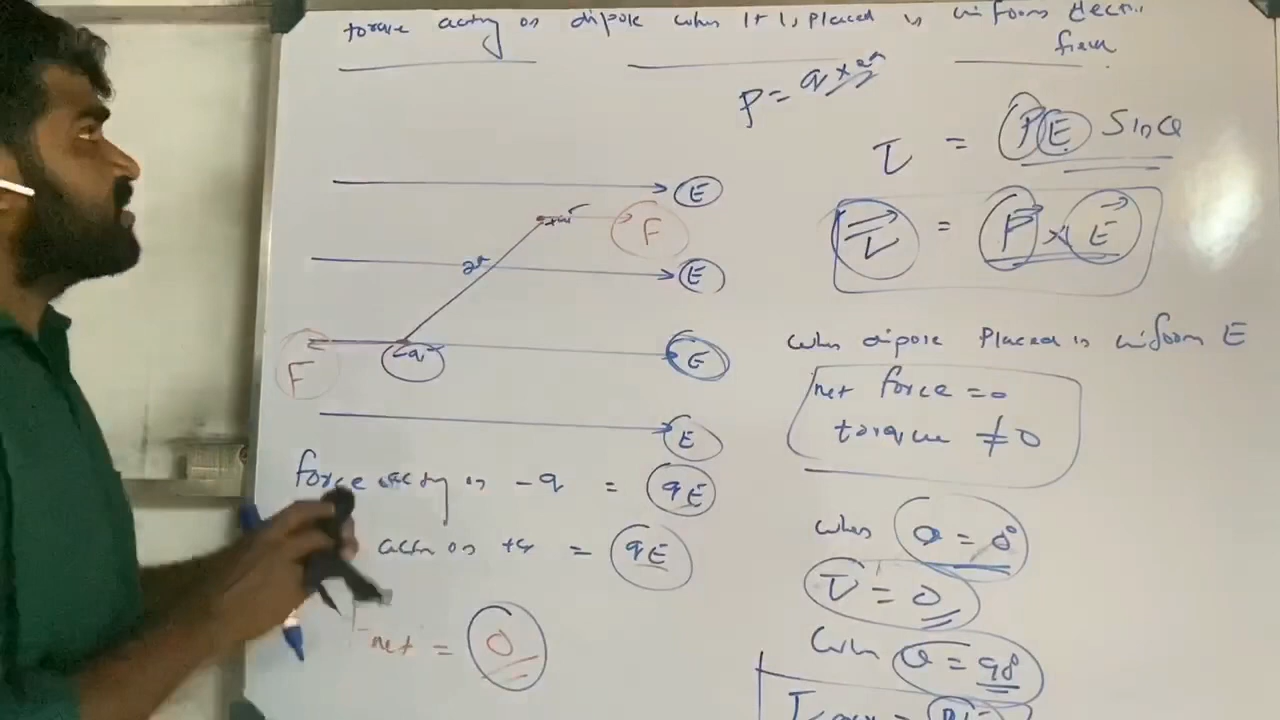 torque acting on dipole when it is placed in uniform electric field
P = q × 2a
τ = PE Sinθ
τ⃗ = P⃗ × E⃗
E
+q
F
2a
E
-q
E
F
E
when dipole placed in uniform E
net force = 0
torque ≠ 0
force acting on -q = qE
acting on +q = qE
F net = 0
when θ = 0°
τ = 0
when θ = 90